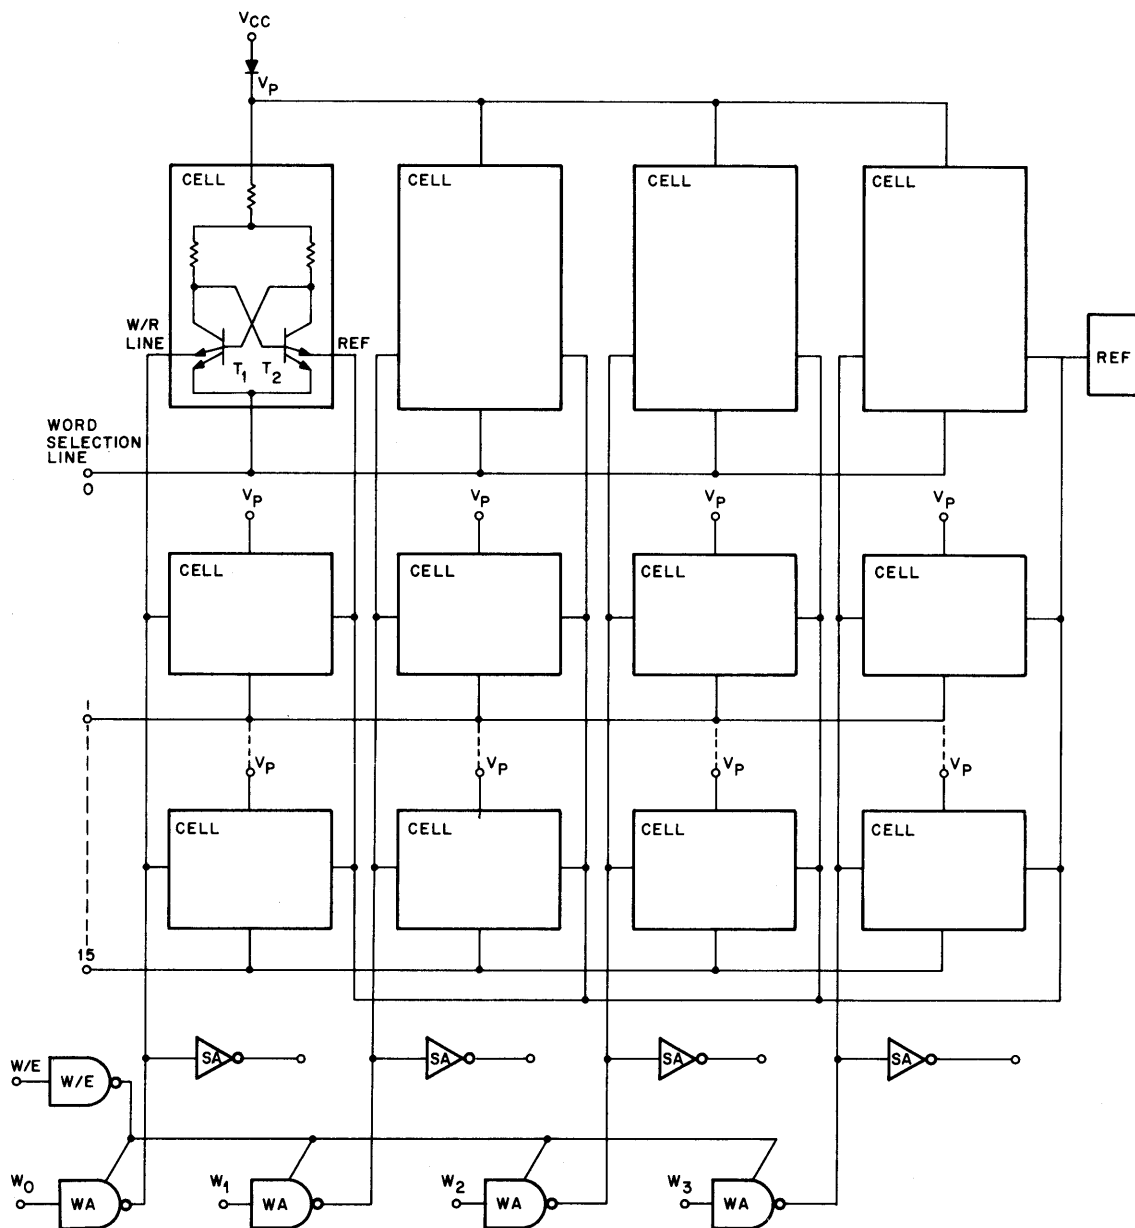 VCC
VP
CELL
CELL
CELL
CELL
W/R
LINE
REF
T1
T2
REF
WORD
SELECTION
LINE
0
VP
VP
VP
VP
CELL
CELL
CELL
CELL
VP
VP
VP
VP
CELL
CELL
CELL
CELL
15
W/E
W/E
SA
SA
SA
SA
W0
WA
W1
WA
W2
WA
W3
WA